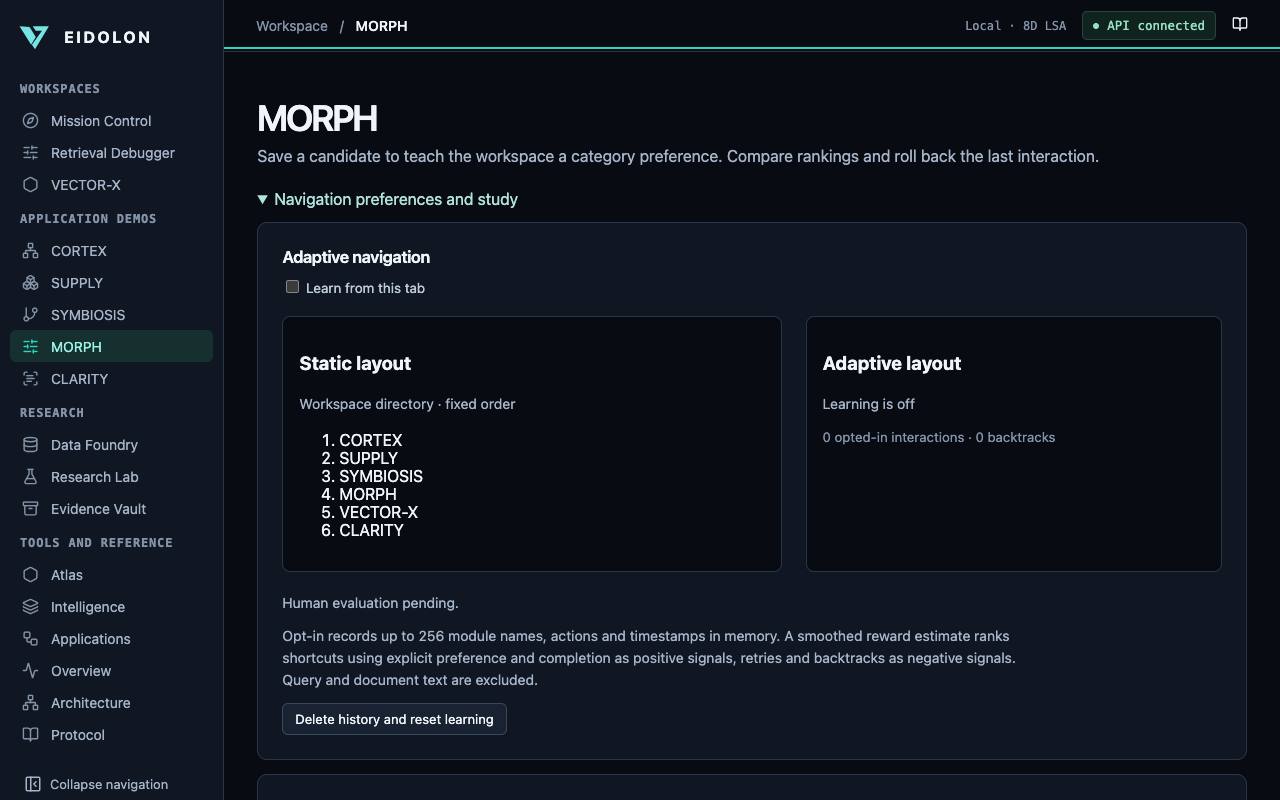 EIDOLON
Workspace / MORPH
Local · 8D LSA
API connected
WORKSPACES
Mission Control
Retrieval Debugger
VECTOR-X
APPLICATION DEMOS
CORTEX
SUPPLY
SYMBIOSIS
MORPH
CLARITY
RESEARCH
Data Foundry
Research Lab
Evidence Vault
TOOLS AND REFERENCE
Atlas
Intelligence
Applications
Overview
Architecture
Protocol
Collapse navigation
MORPH
Save a candidate to teach the workspace a category preference. Compare rankings and roll back the last interaction.
▼ Navigation preferences and study
Adaptive navigation
Learn from this tab
Static layout
Workspace directory · fixed order
1. CORTEX
2. SUPPLY
3. SYMBIOSIS
4. MORPH
5. VECTOR-X
6. CLARITY
Adaptive layout
Learning is off
0 opted-in interactions · 0 backtracks
Human evaluation pending.
Opt-in records up to 256 module names, actions and timestamps in memory. A smoothed reward estimate ranks
shortcuts using explicit preference and completion as positive signals, retries and backtracks as negative signals.
Query and document text are excluded.
Delete history and reset learning